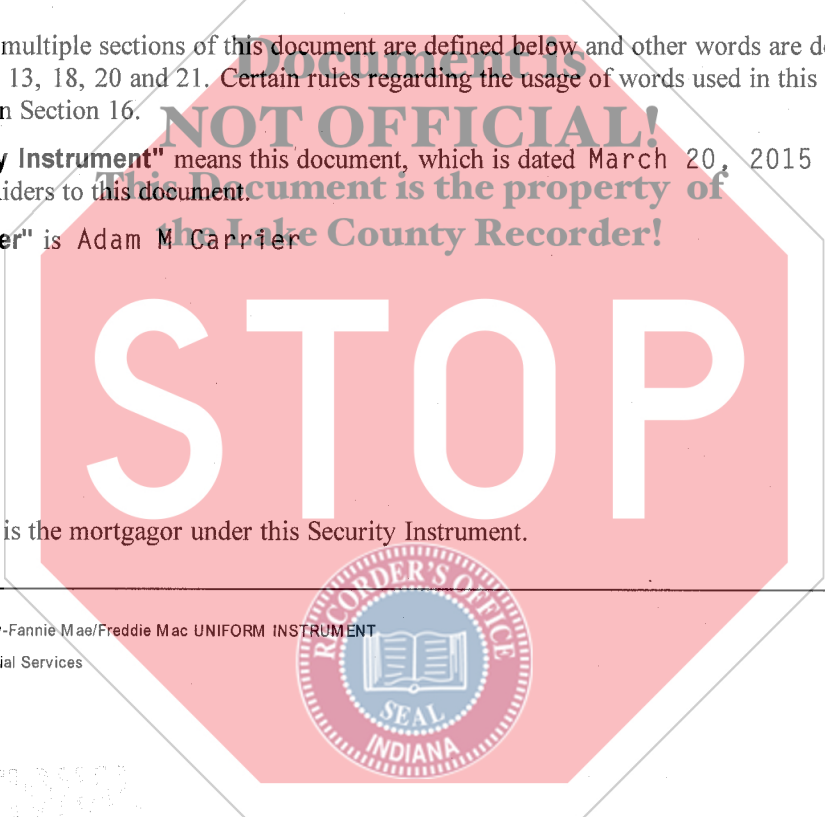 multiple sections of this document are defined below and other words are de
13, 18, 20 and 21. Certain rules regarding the usage of words used in this
n Section 16.
y Instrument" means this document, which is dated March 20, 2015
iders to this document.
er" is Adam M Carrier
Document is
NOT OFFICIAL!
This Document is the property of
the Lake County Recorder!
STOP
is the mortgagor under this Security Instrument.
-Fannie Mae/Freddie Mac UNIFORM INSTRUMENT
ial Services
RECORDER'S OFFICE
SEAL
INDIANA